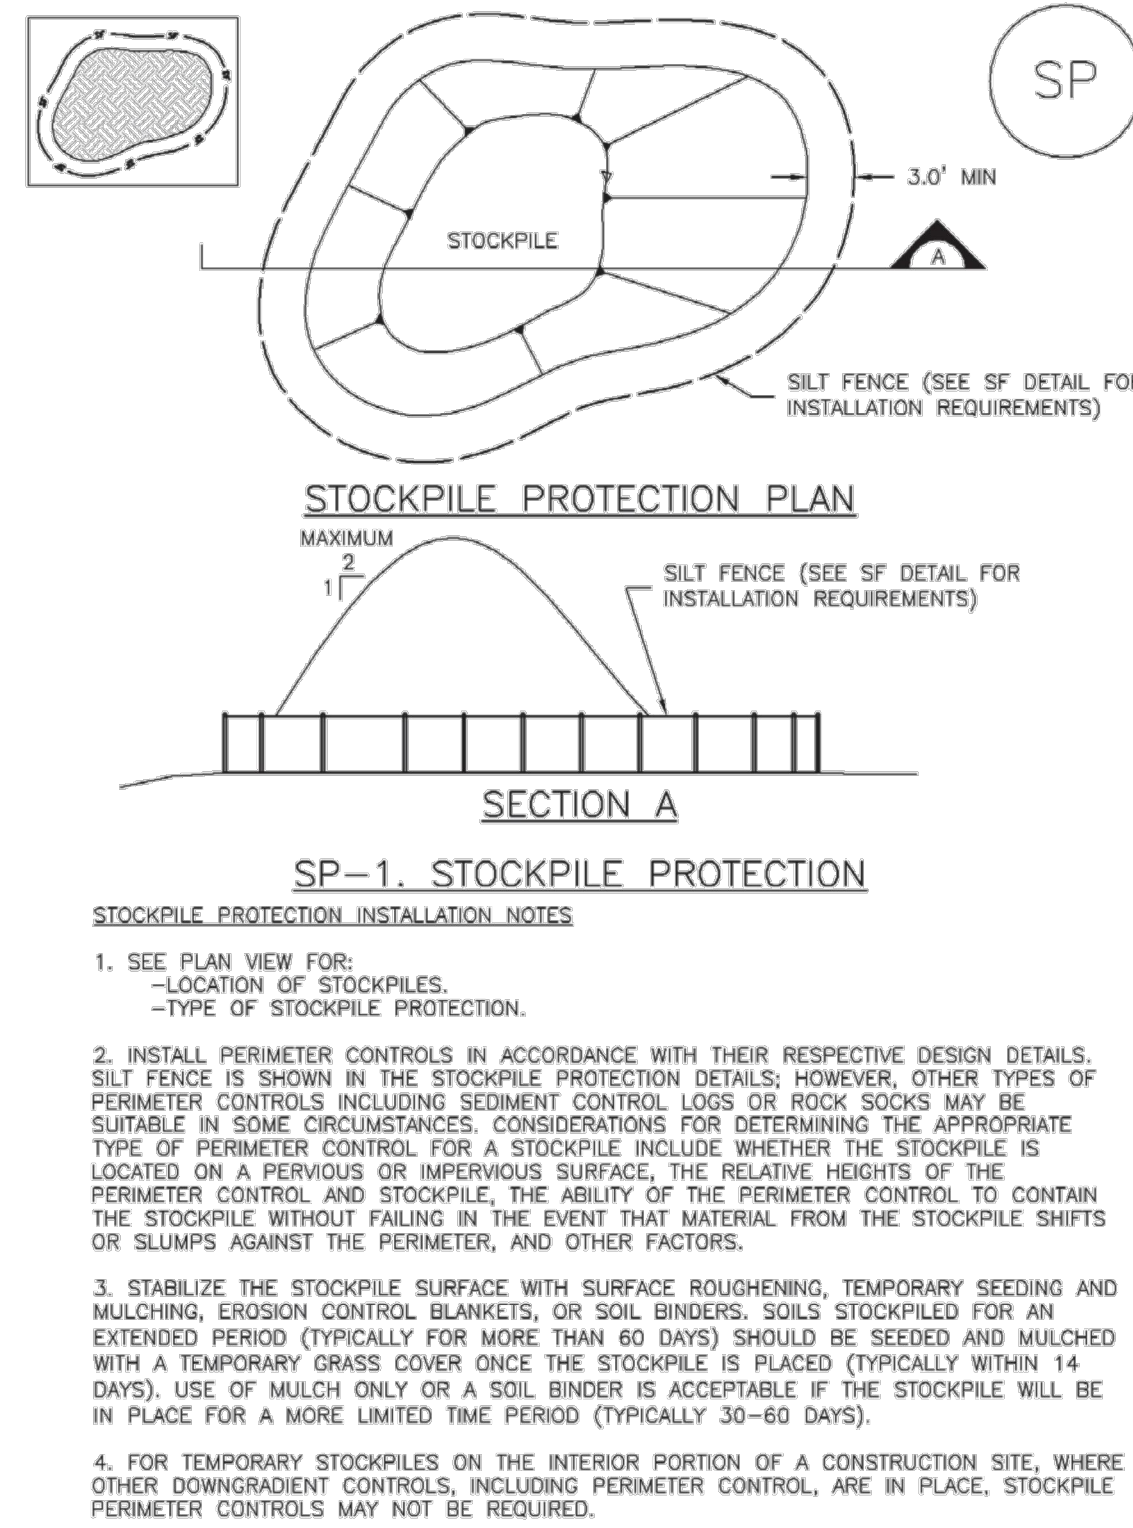 SP
3.0' MIN
STOCKPILE
A
SILT FENCE (SEE SF DETAIL FOR
INSTALLATION REQUIREMENTS)
STOCKPILE PROTECTION PLAN
MAXIMUM
2
1
SILT FENCE (SEE SF DETAIL FOR
INSTALLATION REQUIREMENTS)
SECTION A
SP-1. STOCKPILE PROTECTION
STOCKPILE PROTECTION INSTALLATION NOTES
1. SEE PLAN VIEW FOR:
-LOCATION OF STOCKPILES.
-TYPE OF STOCKPILE PROTECTION.
2. INSTALL PERIMETER CONTROLS IN ACCORDANCE WITH THEIR RESPECTIVE DESIGN DETAILS.
SILT FENCE IS SHOWN IN THE STOCKPILE PROTECTION DETAILS; HOWEVER, OTHER TYPES OF
PERIMETER CONTROLS INCLUDING SEDIMENT CONTROL LOGS OR ROCK SOCKS MAY BE
SUITABLE IN SOME CIRCUMSTANCES. CONSIDERATIONS FOR DETERMINING THE APPROPRIATE
TYPE OF PERIMETER CONTROL FOR A STOCKPILE INCLUDE WHETHER THE STOCKPILE IS
LOCATED ON A PERVIOUS OR IMPERVIOUS SURFACE, THE RELATIVE HEIGHTS OF THE
PERIMETER CONTROL AND STOCKPILE, THE ABILITY OF THE PERIMETER CONTROL TO CONTAIN
THE STOCKPILE WITHOUT FAILING IN THE EVENT THAT MATERIAL FROM THE STOCKPILE SHIFTS
OR SLUMPS AGAINST THE PERIMETER, AND OTHER FACTORS.
3. STABILIZE THE STOCKPILE SURFACE WITH SURFACE ROUGHENING, TEMPORARY SEEDING AND
MULCHING, EROSION CONTROL BLANKETS, OR SOIL BINDERS. SOILS STOCKPILED FOR AN
EXTENDED PERIOD (TYPICALLY FOR MORE THAN 60 DAYS) SHOULD BE SEEDED AND MULCHED
WITH A TEMPORARY GRASS COVER ONCE THE STOCKPILE IS PLACED (TYPICALLY WITHIN 14
DAYS). USE OF MULCH ONLY OR A SOIL BINDER IS ACCEPTABLE IF THE STOCKPILE WILL BE
IN PLACE FOR A MORE LIMITED TIME PERIOD (TYPICALLY 30-60 DAYS).
4. FOR TEMPORARY STOCKPILES ON THE INTERIOR PORTION OF A CONSTRUCTION SITE, WHERE
OTHER DOWNGRADIENT CONTROLS, INCLUDING PERIMETER CONTROL, ARE IN PLACE, STOCKPILE
PERIMETER CONTROLS MAY NOT BE REQUIRED.